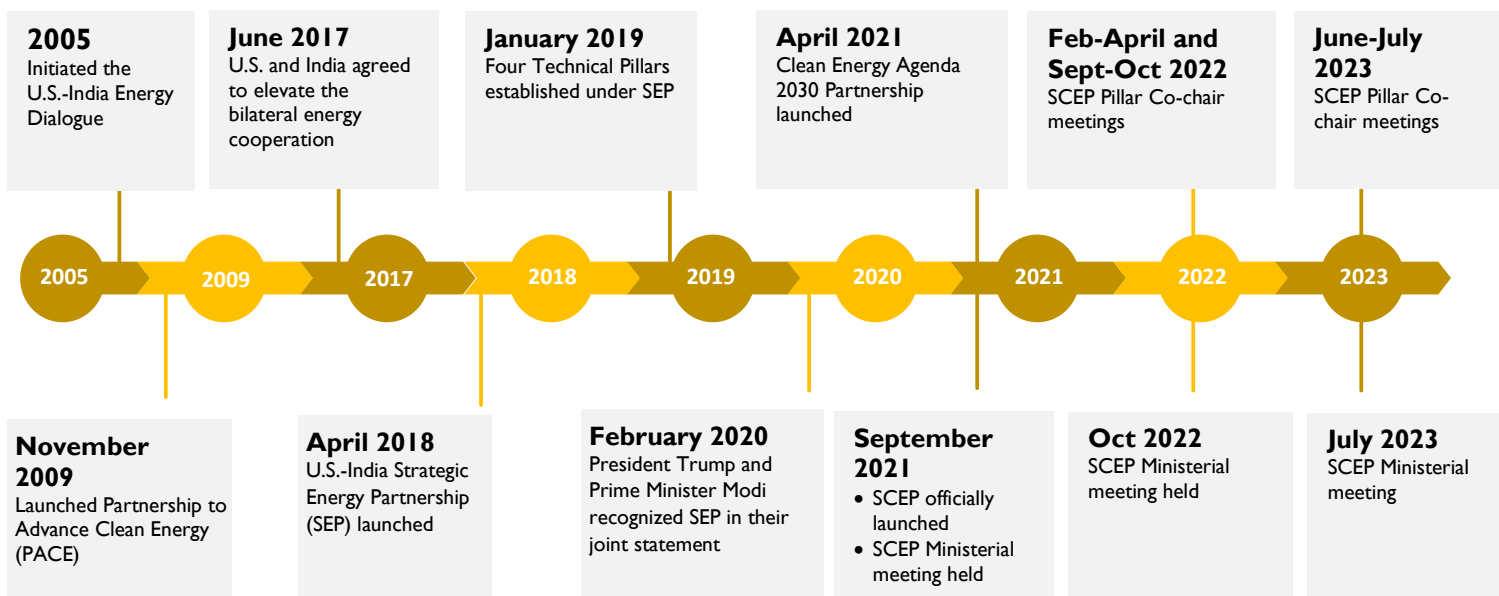 2005
Initiated the
U.S.-India Energy
Dialogue
June 2017
U.S. and India agreed
to elevate the
bilateral energy
cooperation
January 2019
Four Technical Pillars
established under SEP
April 2021
Clean Energy Agenda
2030 Partnership
launched
Feb-April and
Sept-Oct 2022
SCEP Pillar Co-chair
meetings
June-July
2023
SCEP Pillar Co-
chair meetings
2005
2009
2017
2018
2019
2020
2021
2022
2023
November
2009
Launched Partnership to
Advance Clean Energy
(PACE)
April 2018
U.S.-India Strategic
Energy Partnership
(SEP) launched
February 2020
President Trump and
Prime Minister Modi
recognized SEP in their
joint statement
September
2021
• SCEP officially
launched
• SCEP Ministerial
meeting held
Oct 2022
SCEP Ministerial
meeting held
July 2023
SCEP Ministerial
meeting